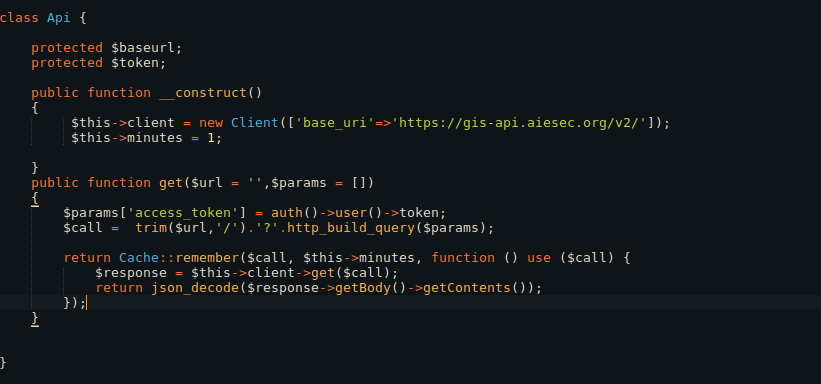 class Api {
protected $baseurl;
protected $token;
public function __construct()
{
$this->client = new Client(['base_uri'=>'https://gis-api.aiesec.org/v2/']);
$this->minutes = 1;
}
public function get($url = '',$params = [])
{
$params['access_token'] = auth()->user()->token;
$call =  trim($url,'/').'?'.http_build_query($params);
return Cache::remember($call, $this->minutes, function () use ($call) {
$response = $this->client->get($call);
return json_decode($response->getBody()->getContents());
});
}
}